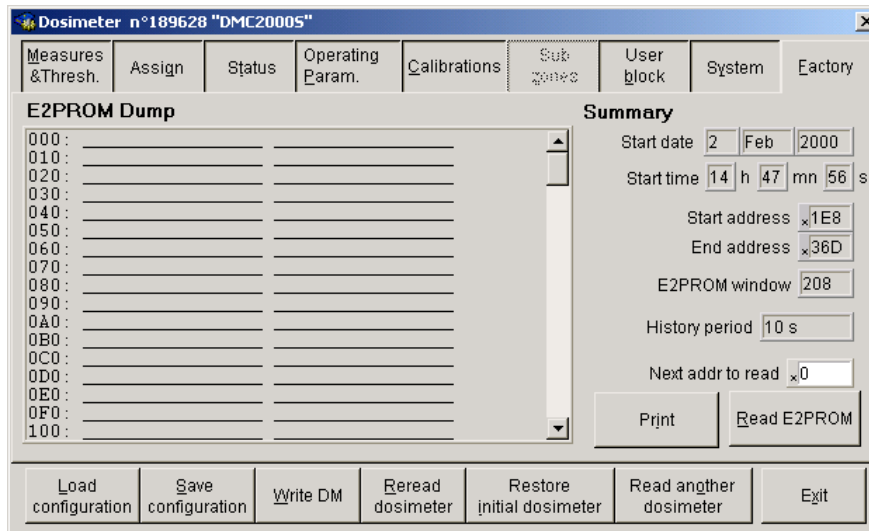 Dosimeter n°189628 "DMC2000S"
Measures &Thresh.
Assign
Status
Operating Param.
Calibrations
Sub zones
User block
System
Factory
E2PROM Dump
000:
010:
020:
030:
040:
050:
060:
070:
080:
090:
0A0:
0B0:
0C0:
0D0:
0E0:
0F0:
100:
Summary
Start date 2 Feb 2000
Start time 14 h 47 mn 56 s
Start address x1E8
End address x36D
E2PROM window 208
History period 10 s
Next addr to read x0
Print
Read E2PROM
Load configuration
Save configuration
Write DM
Reread dosimeter
Restore initial dosimeter
Read another dosimeter
Exit